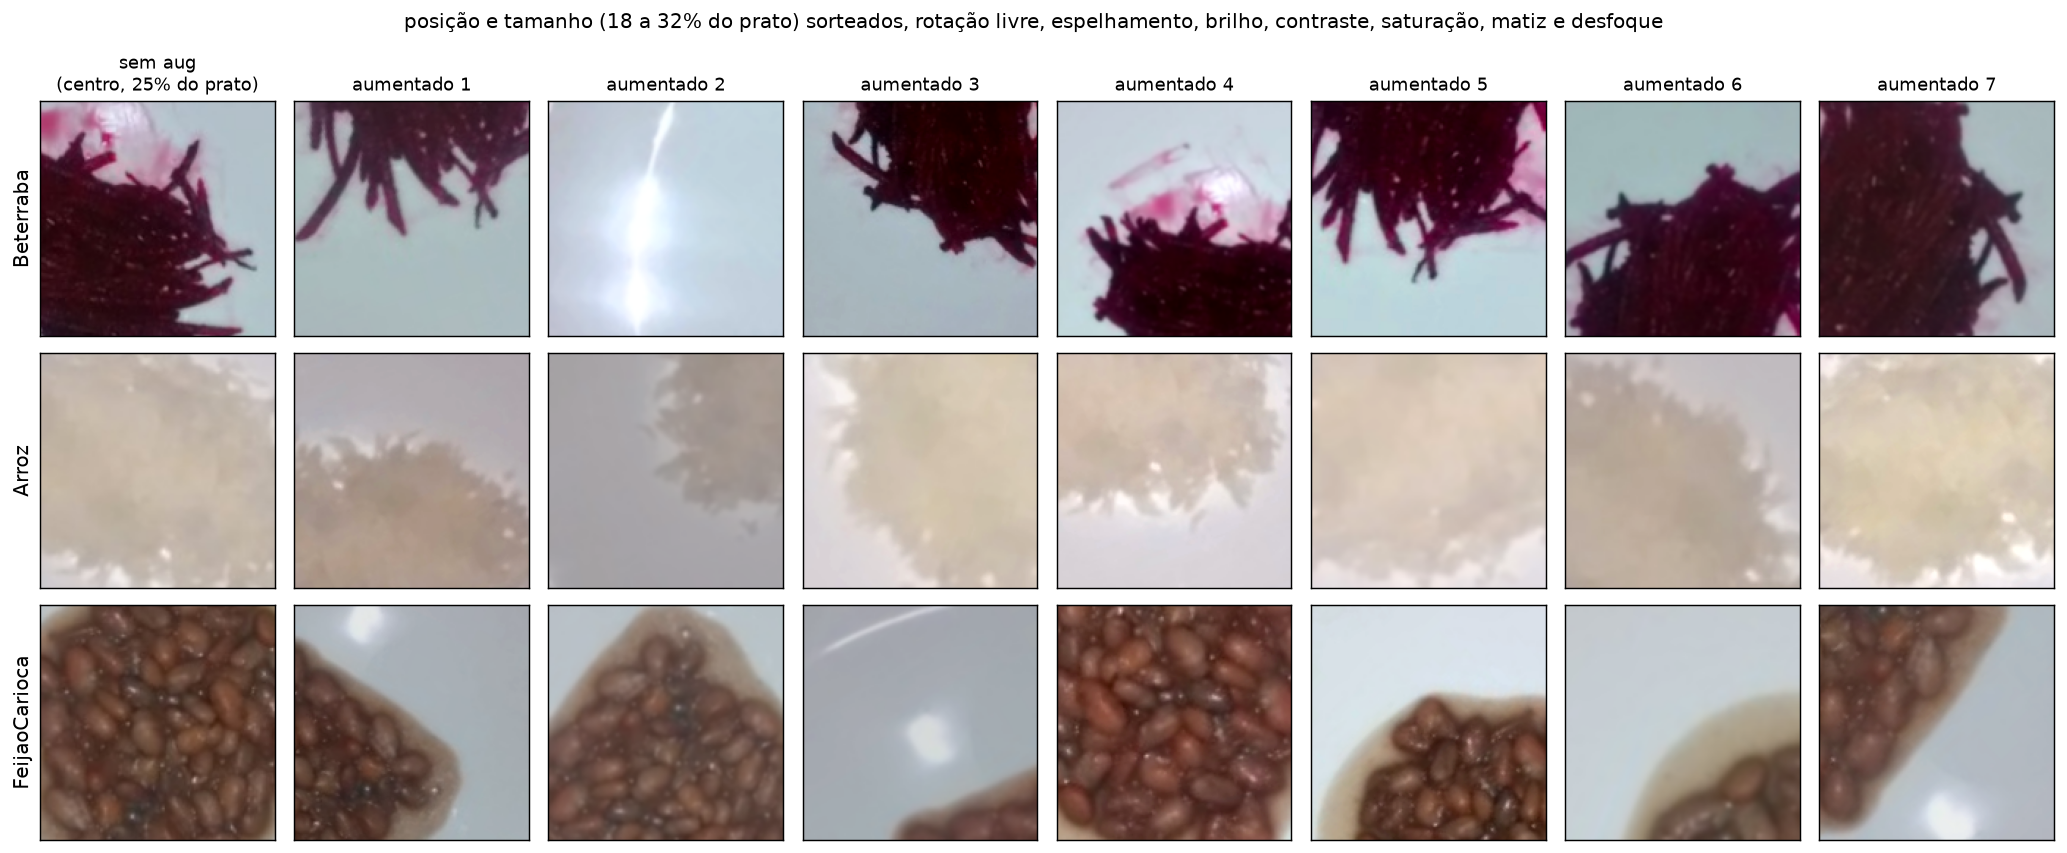 posição e tamanho (18 a 32% do prato) sorteados, rotação livre, espelhamento, brilho, contraste, saturação, matiz e desfoque
sem aug
(centro, 25% do prato)
aumentado 1
aumentado 2
aumentado 3
aumentado 4
aumentado 5
aumentado 6
aumentado 7
Beterraba
Arroz
FeijaoCarioca